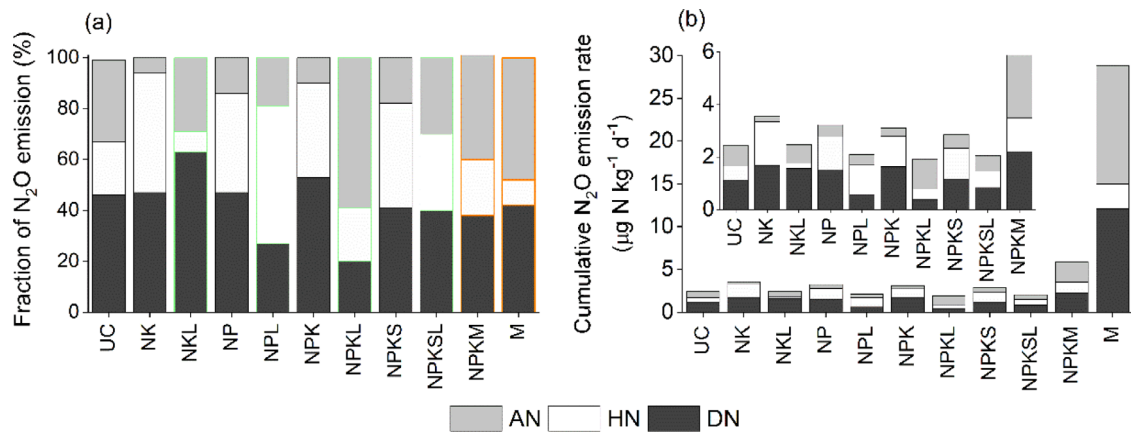 (a)
Fraction of N₂O emission (%)
100
80
60
40
20
0
UC NK NKL NP NPL NPK NPKL NPKS NPKSL NPKM M
(b)
Cumulative N₂O emission rate
(µg N kg⁻¹ d⁻¹)
30
25
20
15
10
5
0
6
4
2
0
UC NK NKL NP NPL NPK NPKL NPKS NPKSL NPKM
UC NK NKL NP NPL NPK NPKL NPKS NPKSL NPKM M
AN HN DN